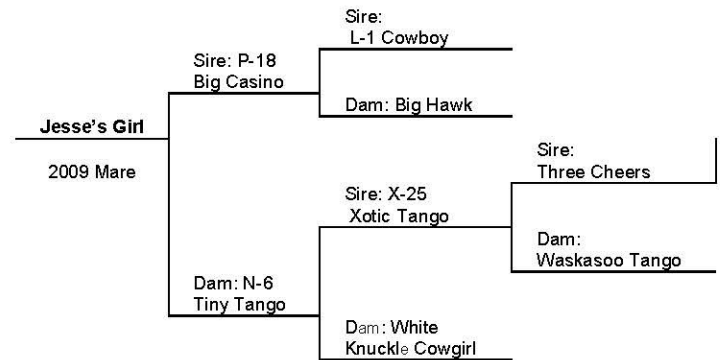 Sire:
L-1 Cowboy
Sire: P-18
Big Casino
Dam: Big Hawk
Jesse's Girl
2009 Mare
Sire:
Three Cheers
Sire: X-25
Xotic Tango
Dam:
Waskasoo Tango
Dam: N-6
Tiny Tango
Dam: White
Knuckle Cowgirl